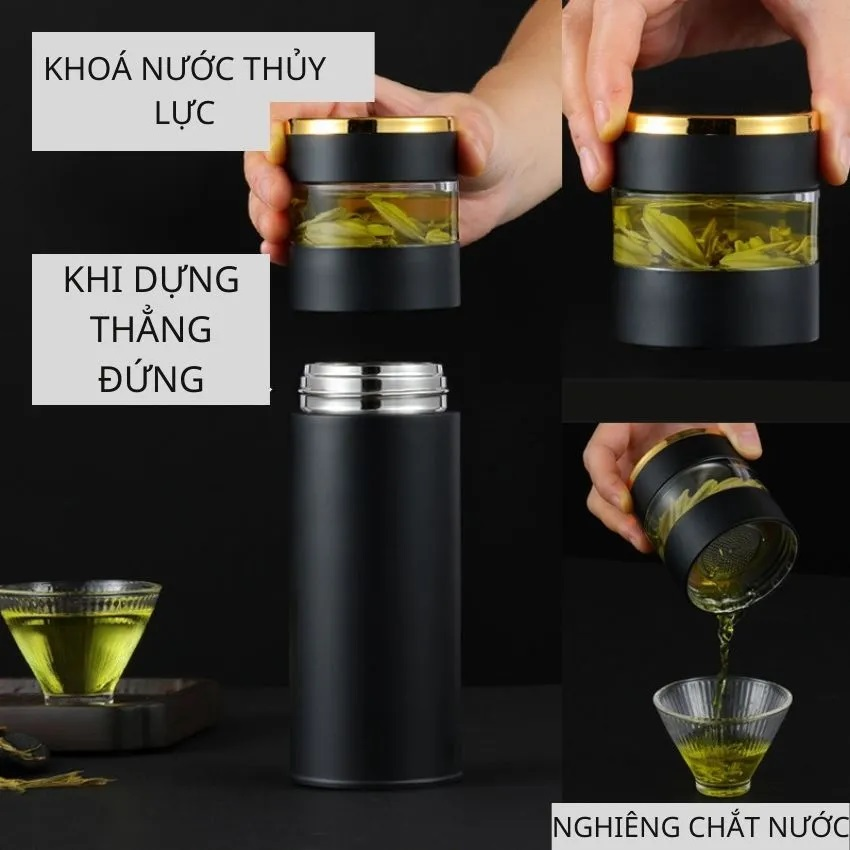 KHOÁ NƯỚC THỦY
LỰC
KHI DỰNG
THẲNG
ĐỨNG
NGHIÊNG CHẮT NƯỚC